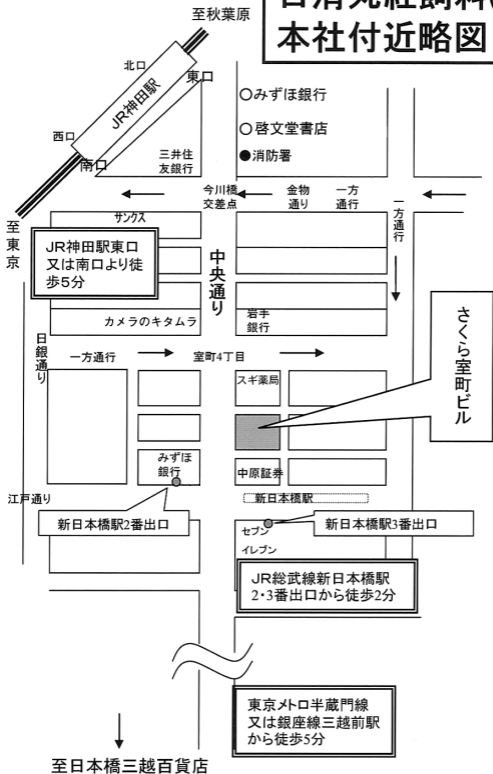 至秋葉原
本社付近略図
北口
東口
JR神田駅
西口
南口
○みずほ銀行
○啓文堂書店
●消防署
三井住
友銀行
今川橋
交差点
金物
通り
一方
通行
至東京
サンクス
一方通行
JR神田駅東口
又は南口より徒
歩5分
中央通り
カメラのキタムラ
岩手
銀行
日銀通り
一方通行
室町4丁目
さくら室町ビル
スギ薬局
みずほ
銀行
中原証券
江戸通り
新日本橋駅
新日本橋駅2番出口
セブン
イレブン
新日本橋駅3番出口
JR総武線新日本橋駅
2・3番出口から徒歩2分
東京メトロ半蔵門線
又は銀座線三越前駅
から徒歩5分
至日本橋三越百貨店